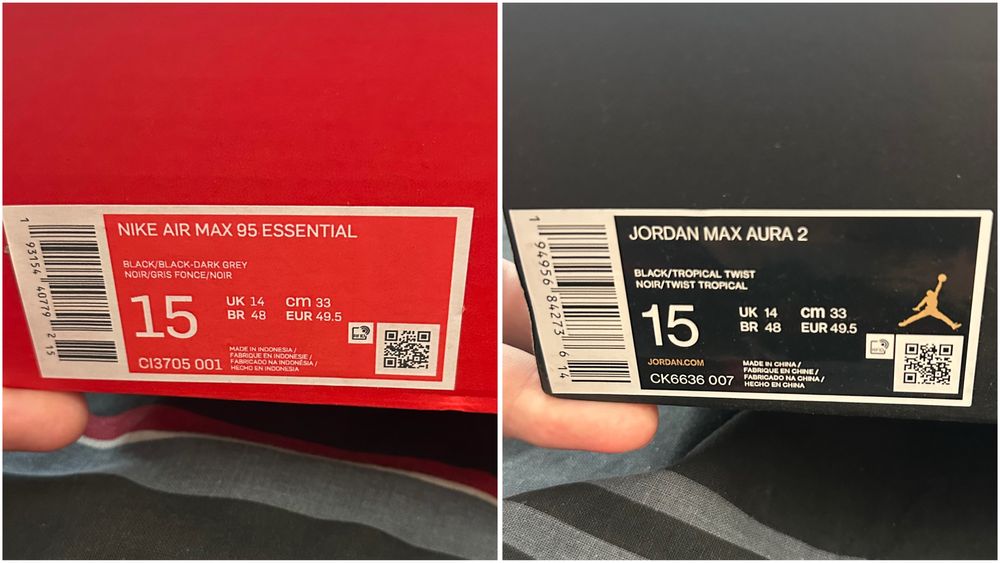 1 93154 40779 2 15
NIKE AIR MAX 95 ESSENTIAL
BLACK/BLACK-DARK GREY
NOIR/GRIS FONCE/NOIR
15
UK 14
BR 48
cm 33
EUR 49.5
CI3705 001
MADE IN INDONESIA /
FABRIQUE EN INDONESIE /
FABRICADO NA INDONÉSIA /
HECHO EN INDONESIA
1 94956 84273 6 14
JORDAN MAX AURA 2
BLACK/TROPICAL TWIST
NOIR/TWIST TROPICAL
15
UK 14
BR 48
cm 33
EUR 49.5
JORDAN.COM
CK6636 007
MADE IN CHINA /
FABRIQUE EN CHINE /
FABRICADO NA CHINA /
HECHO EN CHINA